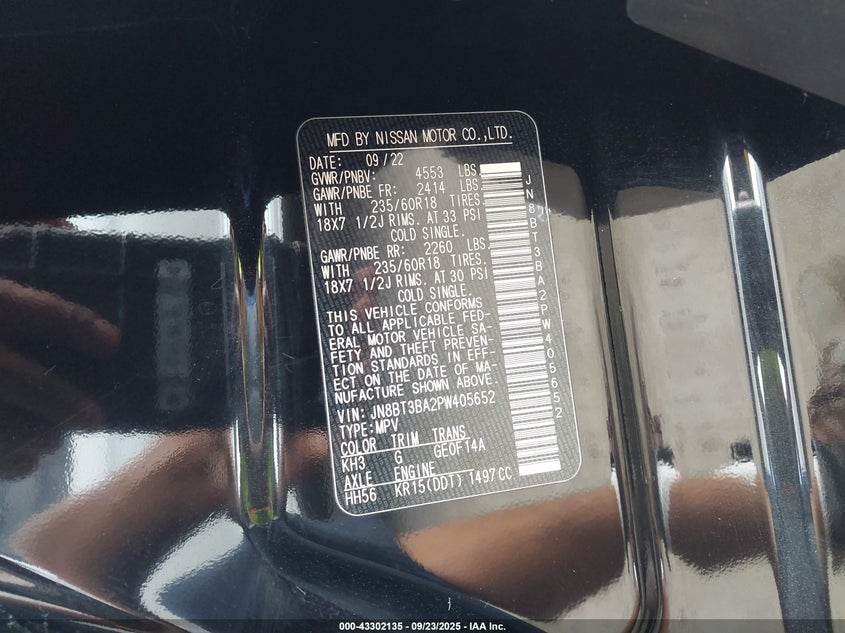 MFD BY NISSAN MOTOR CO.,LTD.
DATE: 09/22
GVWR/PNBV: 4553 LBS.
GAWR/PNBE FR: 2414 LBS.
WITH 235/60R18 TIRES
18X7 1/2J RIMS. AT 33 PSI
COLD SINGLE.
GAWR/PNBE RR: 2260 LBS.
WITH 235/60R18 TIRES.
18X7 1/2J RIMS. AT 30 PSI
COLD SINGLE.
THIS VEHICLE CONFORMS
TO ALL APPLICABLE FED-
ERAL MOTOR VEHICLE SA-
FETY AND THEFT PREVEN-
TION STANDARDS IN EFF-
ECT ON THE DATE OF MA-
NUFACTURE SHOWN ABOVE.
VIN: JN8BT3BA2PW405652
TYPE:MPV
COLOR TRIM TRANS
KH3 G GE0FT4A
AXLE ENGINE
HH56 KR15(DDT) 1497CC
JN8BT3BA2PW405652
000-43302135 - 09/23/2025 - IAA Inc.